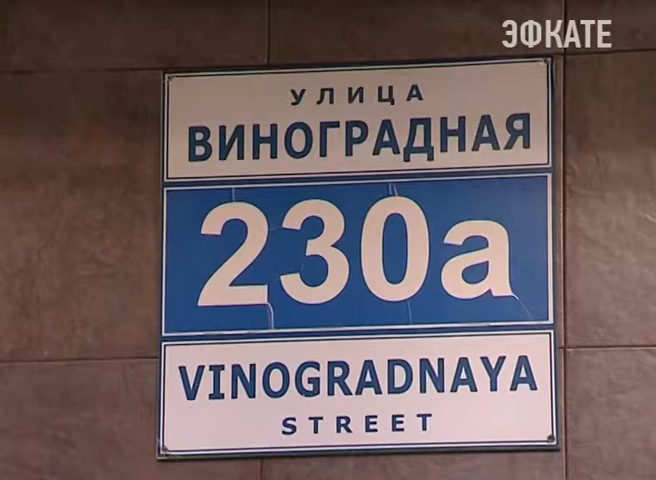 ЭФКАТЕ
УЛИЦА
ВИНОГРАДНАЯ
230а
VINOGRADNAYA
STREET